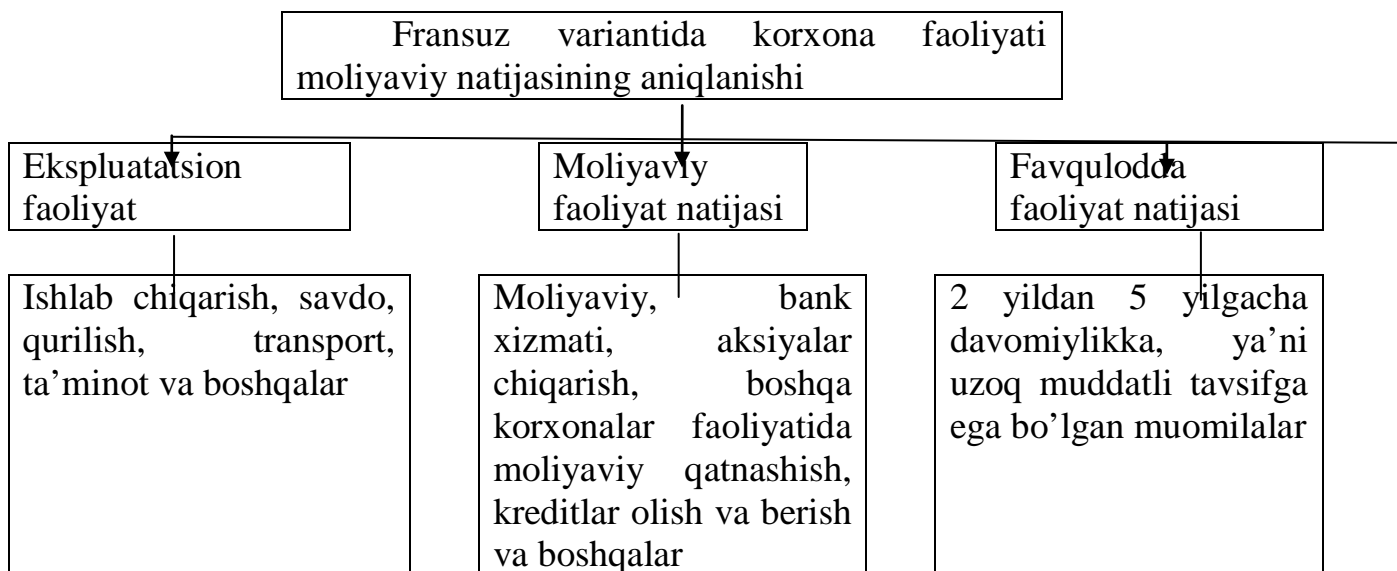 Fransuz variantida korxona faoliyati
moliyaviy natijasining aniqlanishi
Ekspluatatsion
faoliyat
Moliyaviy
faoliyat natijasi
Favqulodda
faoliyat natijasi
Ishlab chiqarish, savdo,
qurilish, transport,
ta’minot va boshqalar
Moliyaviy, bank
xizmati, aksiyalar
chiqarish, boshqa
korxonalar faoliyatida
moliyaviy qatnashish,
kreditlar olish va berish
va boshqalar
2 yildan 5 yilgacha
davomiylikka, ya’ni
uzoq muddatli tavsifga
ega bo’lgan muomilalar